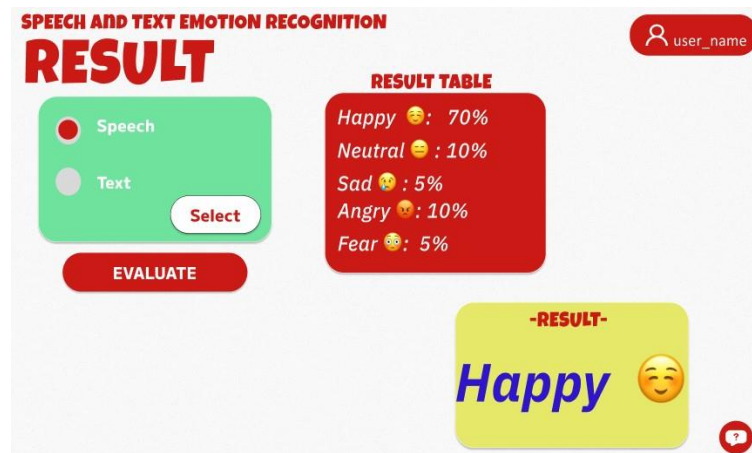 SPEECH AND TEXT EMOTION RECOGNITION
RESULT
user_name
Speech
Text
Select
EVALUATE
RESULT TABLE
Happy ☺️: 70%
Neutral 😑 : 10%
Sad 😢 : 5%
Angry 😡: 10%
Fear 😳: 5%
-RESULT-
Happy ☺️
?